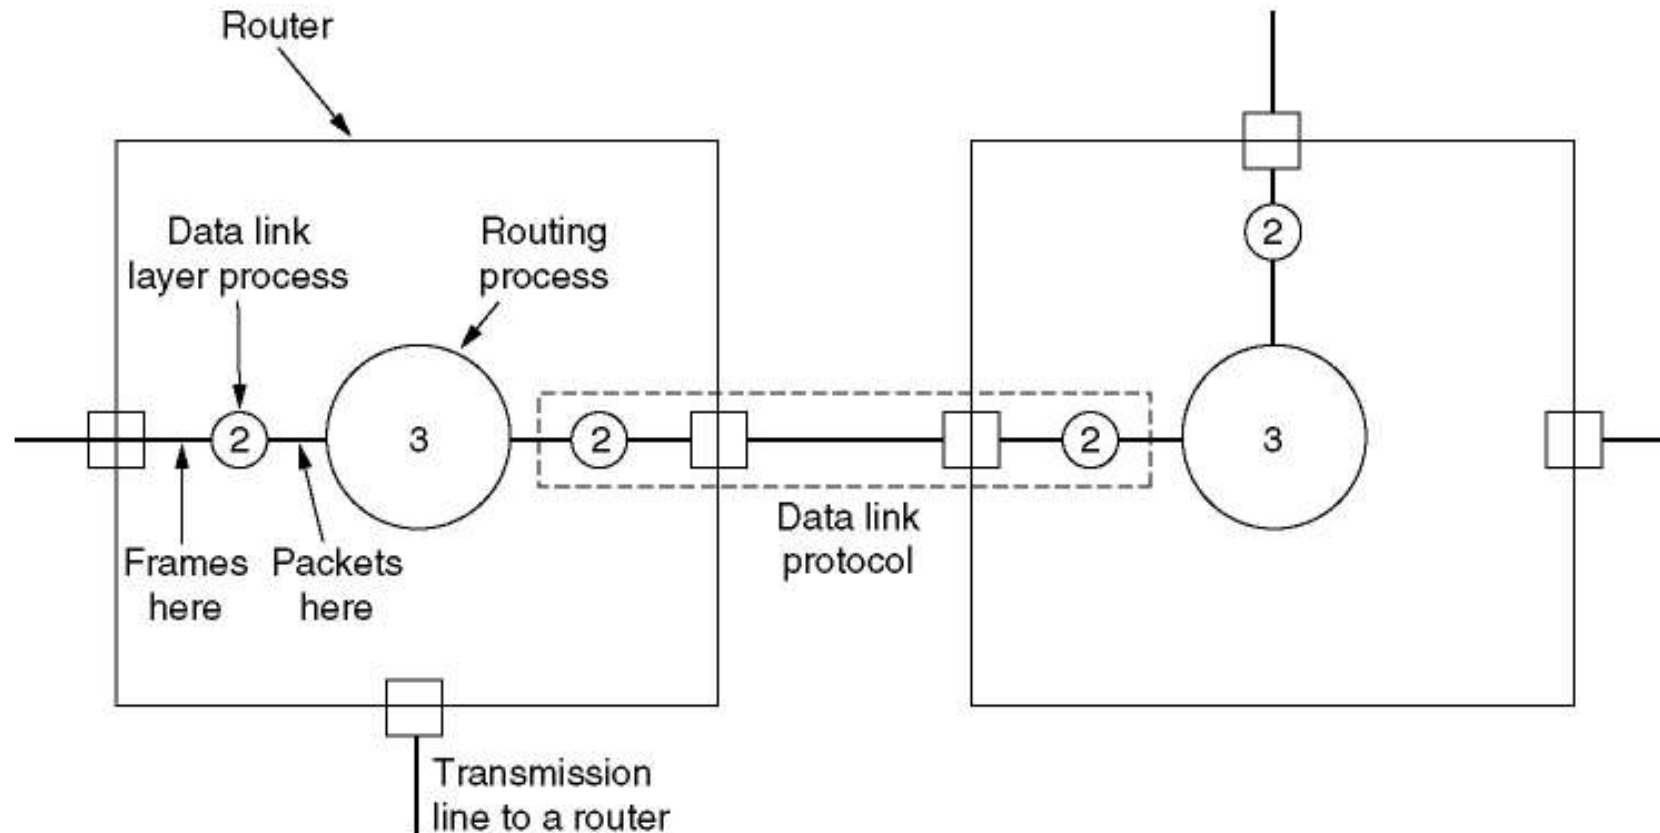 Router
Data link
layer process
Routing
process
2
2
3
2
2
3
Data link
protocol
Frames
here
Packets
here
Transmission
line to a router